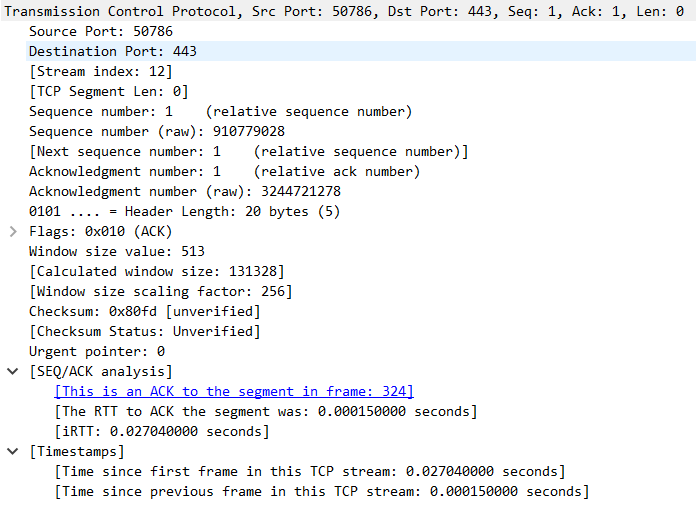 Transmission Control Protocol, Src Port: 50786, Dst Port: 443, Seq: 1, Ack: 1, Len: 0
Source Port: 50786
Destination Port: 443
[Stream index: 12]
[TCP Segment Len: 0]
Sequence number: 1    (relative sequence number)
Sequence number (raw): 910779028
[Next sequence number: 1    (relative sequence number)]
Acknowledgment number: 1    (relative ack number)
Acknowledgment number (raw): 3244721278
0101 .... = Header Length: 20 bytes (5)
Flags: 0x010 (ACK)
Window size value: 513
[Calculated window size: 131328]
[Window size scaling factor: 256]
Checksum: 0x80fd [unverified]
[Checksum Status: Unverified]
Urgent pointer: 0
[SEQ/ACK analysis]
[This is an ACK to the segment in frame: 324]
[The RTT to ACK the segment was: 0.000150000 seconds]
[iRTT: 0.027040000 seconds]
[Timestamps]
[Time since first frame in this TCP stream: 0.027040000 seconds]
[Time since previous frame in this TCP stream: 0.000150000 seconds]